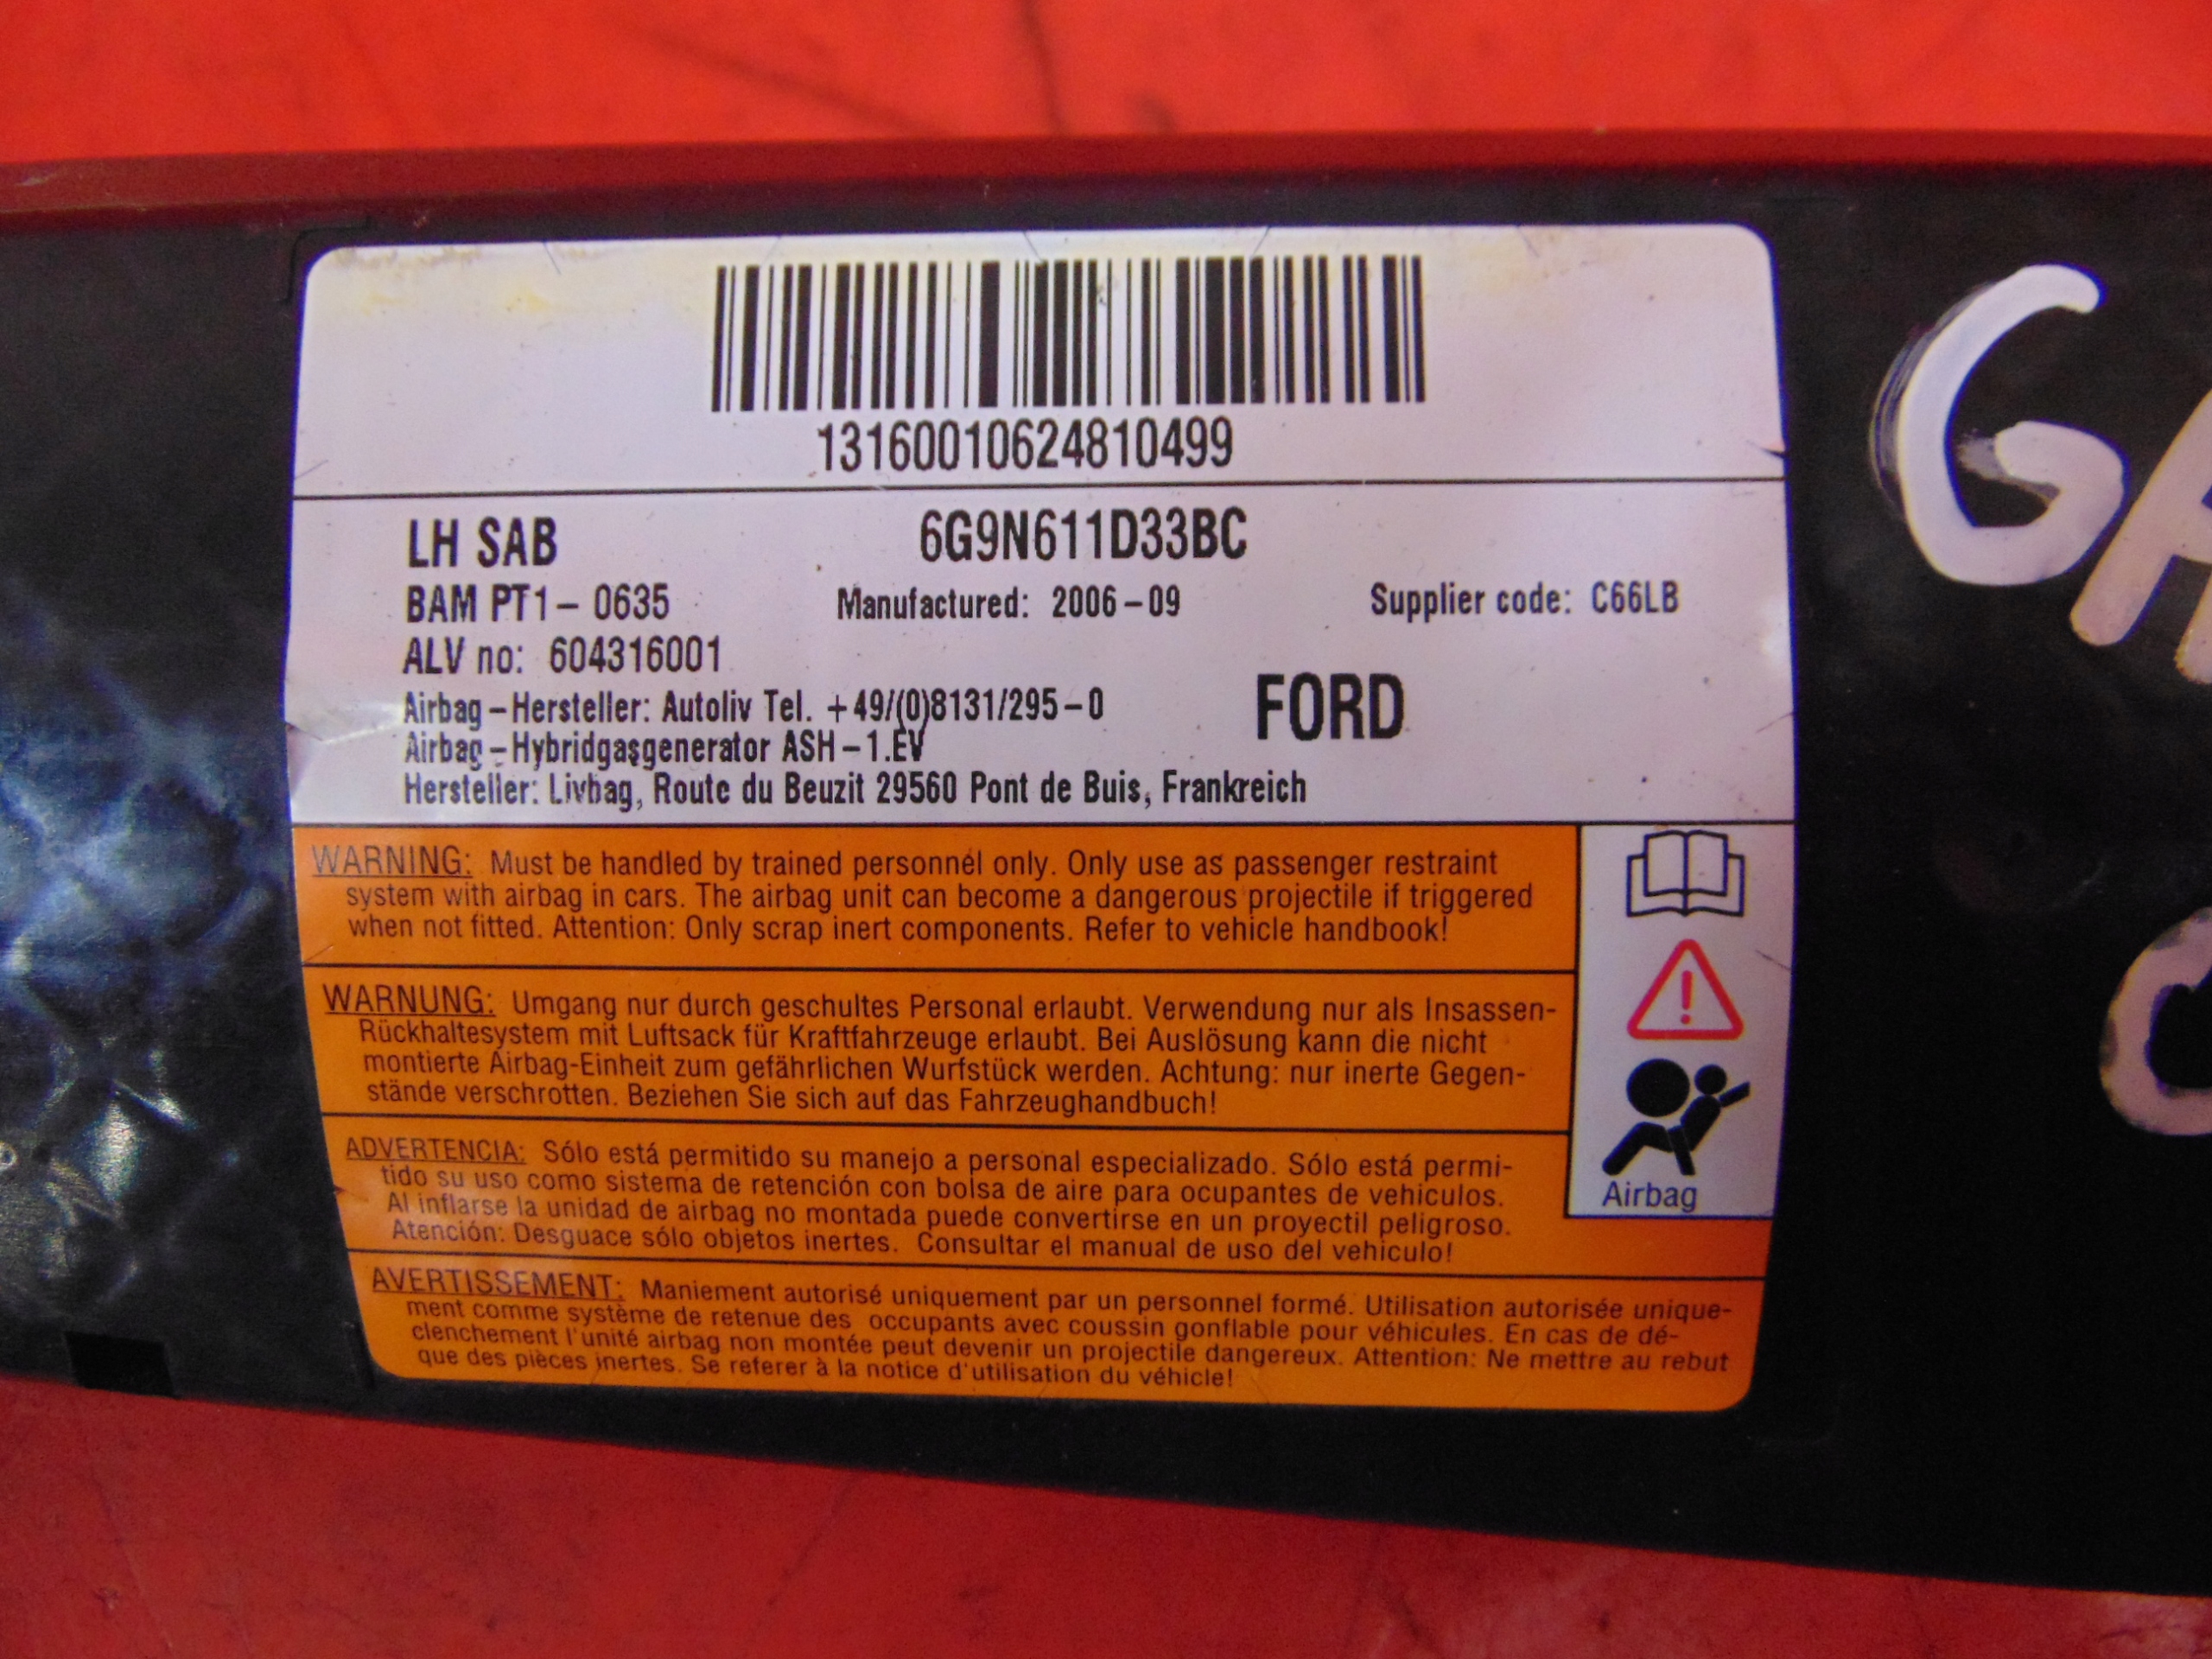 13160010624810499
LH SAB 6G9N611D33BC
BAM PT1- 0635 Manufactured: 2006-09 Supplier code: C66LB
ALV no: 604316001
Airbag-Hersteller: Autoliv Tel. +49/(0)8131/295-0
FORD
Airbag-Hybridgasgenerator ASH-1.EV
Hersteller: Livbag, Route du Beuzit 29560 Pont de Buis, Frankreich
WARNING: Must be handled by trained personnel only. Only use as passenger restraint
system with airbag in cars. The airbag unit can become a dangerous projectile if triggered
when not fitted. Attention: Only scrap inert components. Refer to vehicle handbook!
WARNUNG: Umgang nur durch geschultes Personal erlaubt. Verwendung nur als Insassen-
Rückhaltesystem mit Luftsack für Kraftfahrzeuge erlaubt. Bei Auslösung kann die nicht
montierte Airbag-Einheit zum gefährlichen Wurfstück werden. Achtung: nur inerte Gegen-
stände verschrotten. Beziehen Sie sich auf das Fahrzeughandbuch!
ADVERTENCIA: Sólo está permitido su manejo a personal especializado. Sólo está permi-
tido su uso como sistema de retención con bolsa de aire para ocupantes de vehiculos.
Al inflarse la unidad de airbag no montada puede convertirse en un proyectil peligroso.
Atención: Desguace sólo objetos inertes. Consultar el manual de uso del vehiculo!
AVERTISSEMENT: Maniement autorisé uniquement par un personnel formé. Utilisation autorisée unique-
ment comme système de retenue des occupants avec coussin gonflable pour véhicules. En cas de dé-
clenchement l'unité airbag non montée peut devenir un projectile dangereux. Attention: Ne mettre au rebut
que des pièces inertes. Se referer à la notice d'utilisation du véhicle!
Airbag